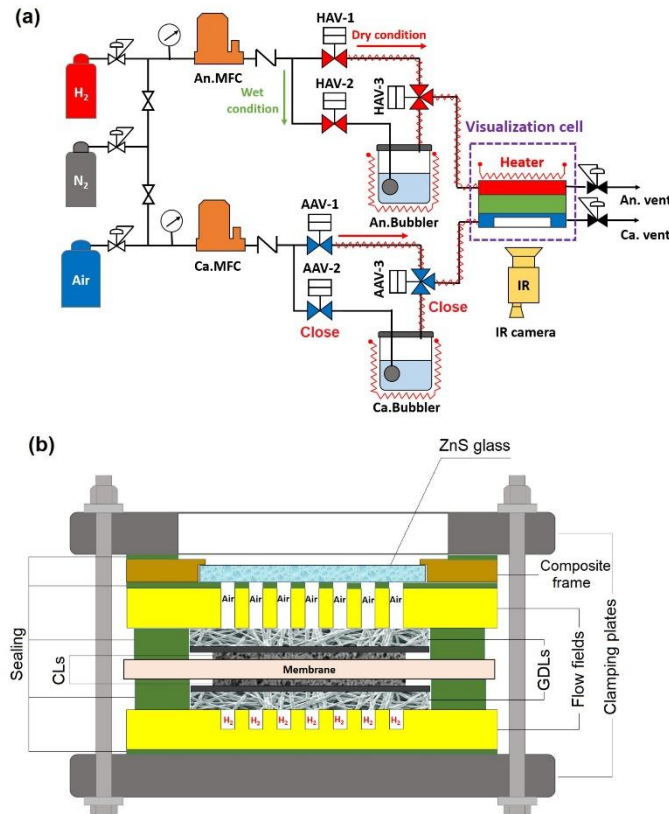 (a)
HAV-1
Dry condition
An.MFC
HAV-2
HAV-3
H2
Wet
condition
Visualization cell
Heater
N2
An.Bubbler
An. vent
AAV-1
Ca. vent
Air
Ca.MFC
AAV-2
AAV-3
Close
Close
IR
IR camera
Ca.Bubbler
(b)
ZnS glass
Composite
frame
Air Air Air Air Air Air Air
Sealing
CLs
Membrane
GDLs
Flow fields
Clamping plates
H2 H2 H2 H2 H2 H2 H2